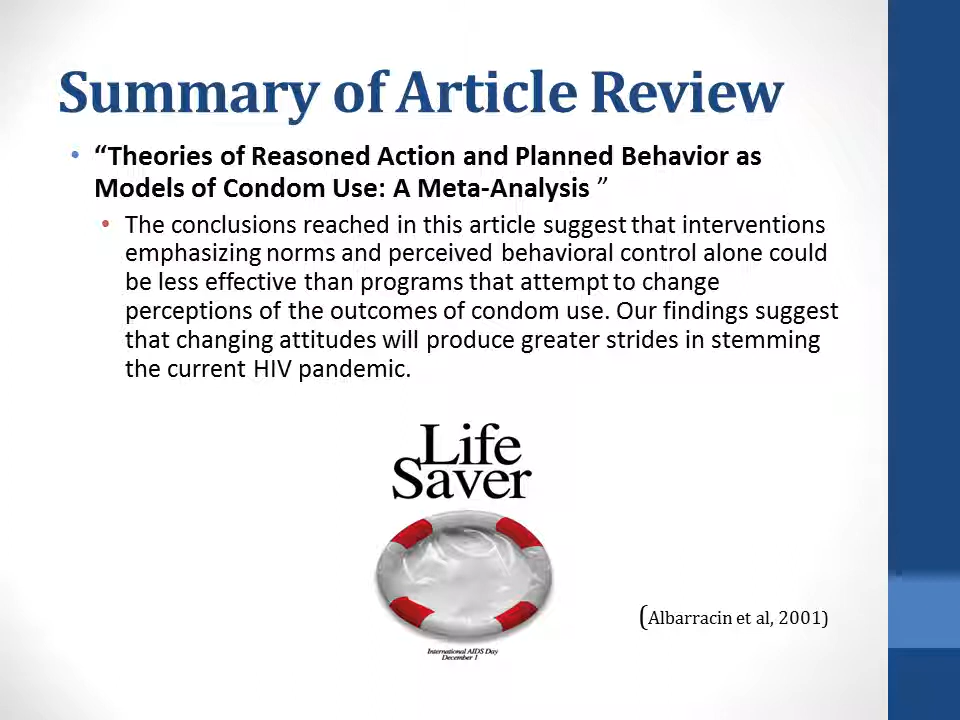 Summary of Article Review
• “Theories of Reasoned Action and Planned Behavior as
Models of Condom Use: A Meta-Analysis ”
• The conclusions reached in this article suggest that interventions
emphasizing norms and perceived behavioral control alone could
be less effective than programs that attempt to change
perceptions of the outcomes of condom use. Our findings suggest
that changing attitudes will produce greater strides in stemming
the current HIV pandemic.
Life
Saver
International AIDS Day
December 1
(Albarracin et al, 2001)